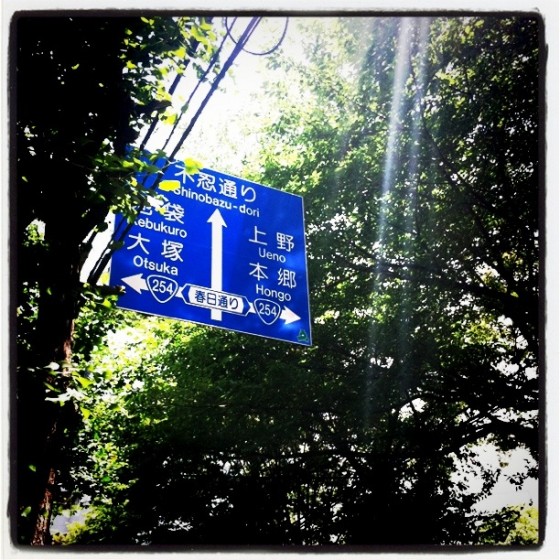 不忍通り
Shinobazu-dori
池袋
Ikebukuro
大塚
Otsuka
上野
Ueno
本郷
Hongo
254
春日通り
254